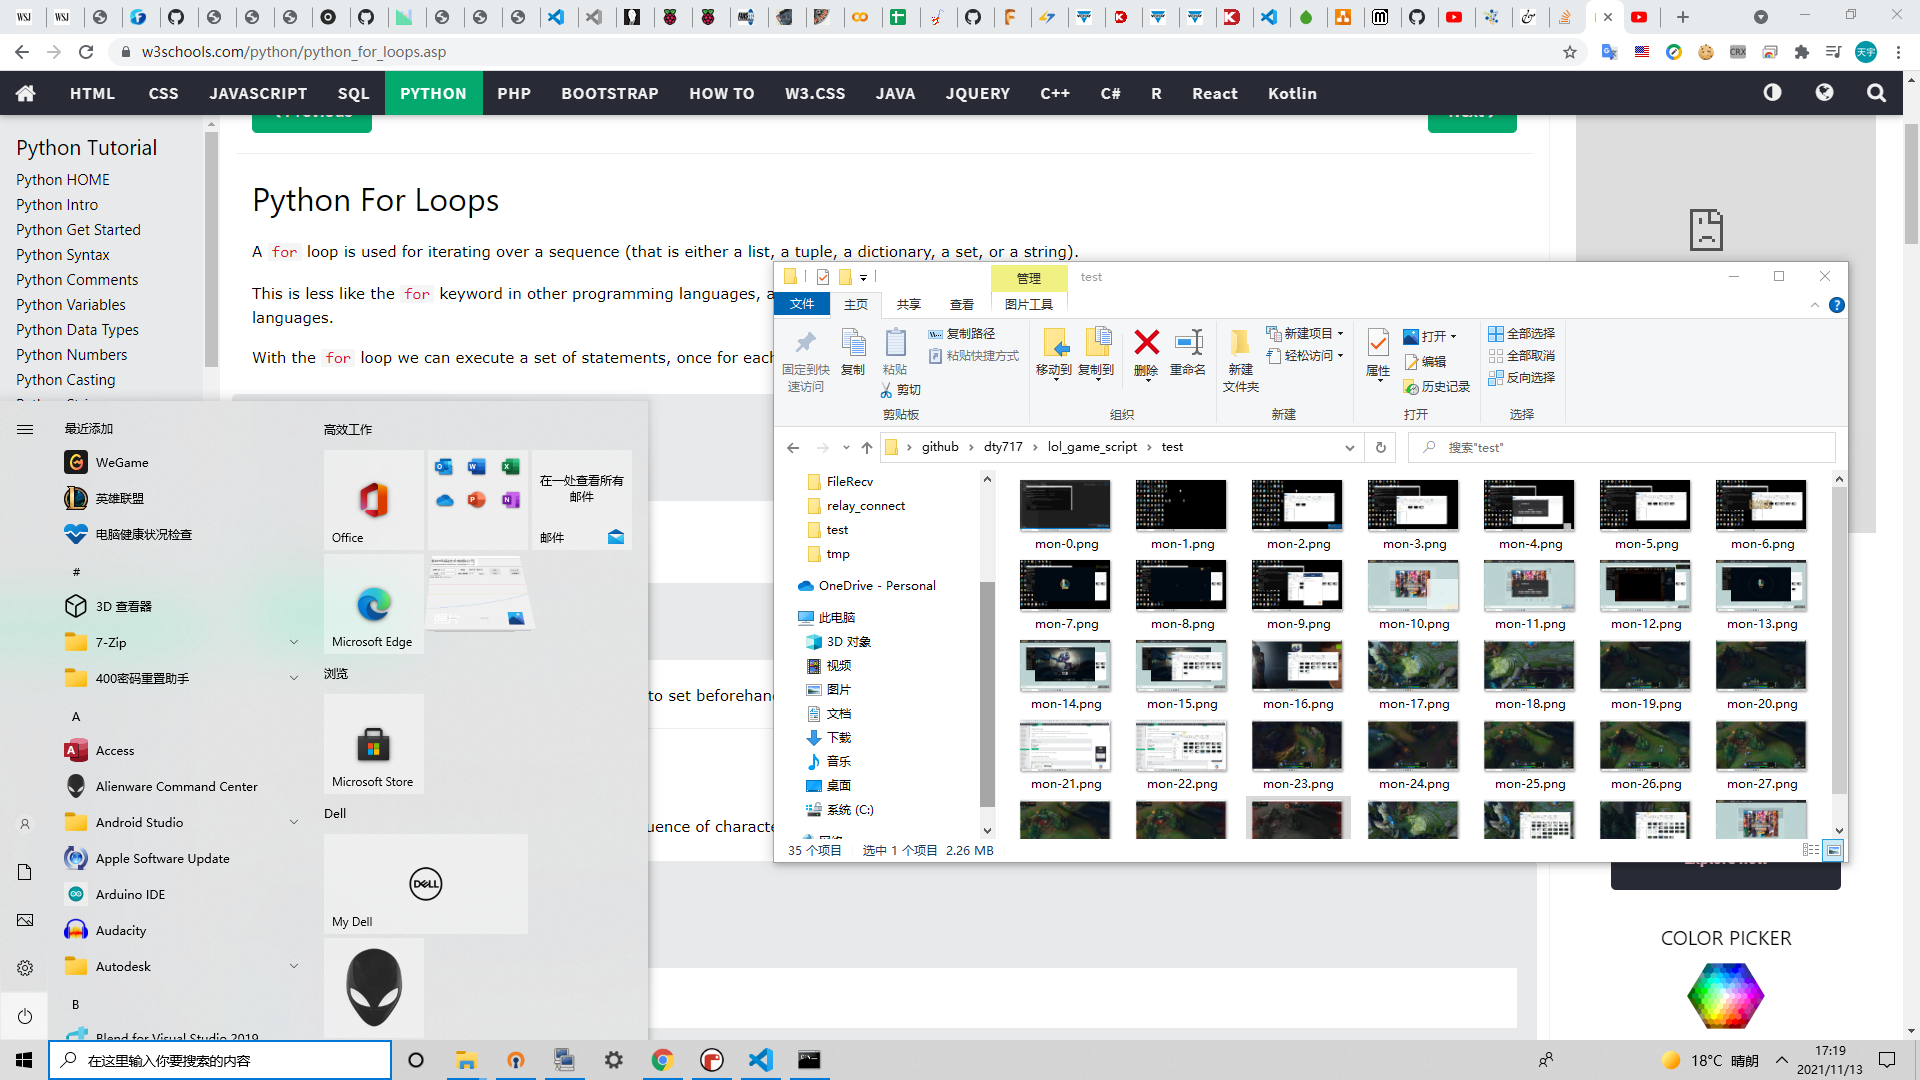 w3schools.com/python/python_for_loops.asp
CRX
天宇
HTML
CSS
JAVASCRIPT
SQL
PYTHON
PHP
BOOTSTRAP
HOW TO
W3.CSS
JAVA
JQUERY
C++
C#
R
React
Kotlin
Python Tutorial
Python HOME
Python Intro
Python Get Started
Python Syntax
Python Comments
Python Variables
Python Data Types
Python Numbers
Python Casting
Python For Loops
A for loop is used for iterating over a sequence (that is either a list, a tuple, a dictionary, a set, or a string).
This is less like the for keyword in other programming languages, a
languages.
With the for loop we can execute a set of statements, once for each
to set beforehand
uence of characte
COLOR PICKER
管理
test
文件
主页
共享
查看
图片工具
固定到快
速访问
复制
粘贴
复制路径
粘贴快捷方式
剪切
剪贴板
移动到
复制到
删除
重命名
组织
新建
文件夹
新建项目
轻松访问
新建
属性
打开
编辑
历史记录
打开
全部选择
全部取消
反向选择
选择
github
dty717
lol_game_script
test
搜索"test"
FileRecv
relay_connect
test
tmp
OneDrive - Personal
此电脑
3D 对象
视频
图片
文档
下载
音乐
桌面
系统 (C:)
mon-0.png
mon-1.png
mon-2.png
mon-3.png
mon-4.png
mon-5.png
mon-6.png
mon-7.png
mon-8.png
mon-9.png
mon-10.png
mon-11.png
mon-12.png
mon-13.png
mon-14.png
mon-15.png
mon-16.png
mon-17.png
mon-18.png
mon-19.png
mon-20.png
mon-21.png
mon-22.png
mon-23.png
mon-24.png
mon-25.png
mon-26.png
mon-27.png
35 个项目
选中 1 个项目 2.26 MB
最近添加
WeGame
英雄联盟
电脑健康状况检查
#
3D 查看器
7-Zip
400密码重置助手
A
Access
Alienware Command Center
Android Studio
Apple Software Update
Arduino IDE
Audacity
Autodesk
B
Blend for Visual Studio 2019
高效工作
Office
在一处查看所有
邮件
邮件
Microsoft Edge
照片
浏览
Microsoft Store
Dell
DELL
My Dell
在这里输入你要搜索的内容
18°C 晴朗
17:19
2021/11/13